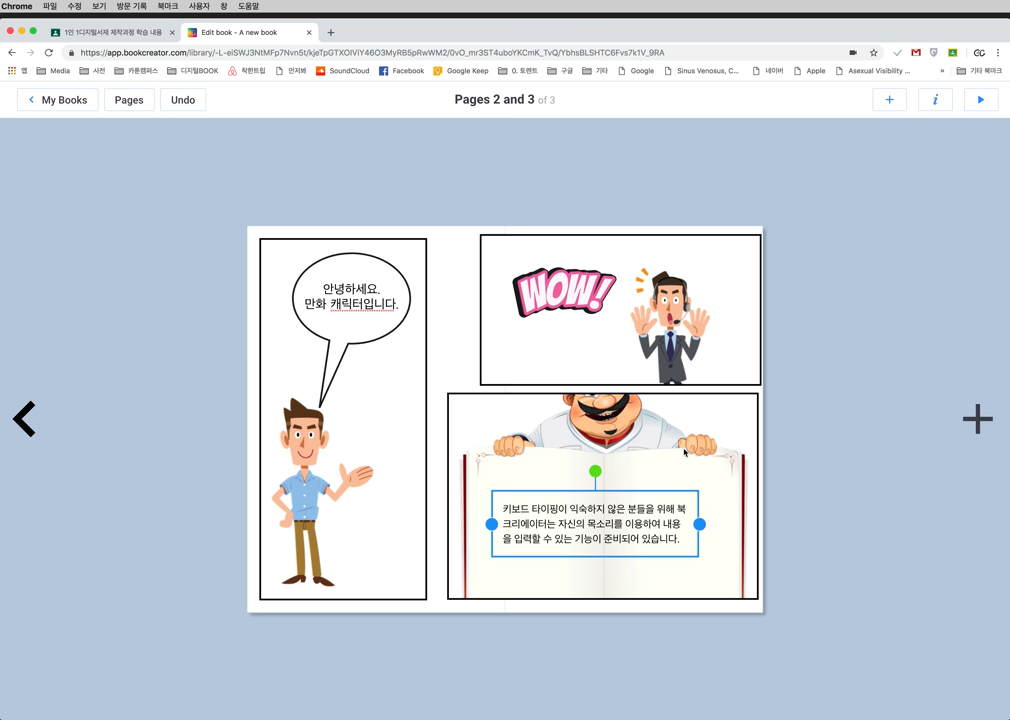 Chrome 파일 수정 보기 방문 기록 북마크 사용자 창 도움말
1인 1디지털서재 제작과정 학습 내용
Edit book - A new book
https://app.bookcreator.com/library/-L-eiSWJ3NtMFp7Nvn5t/kjeTpGTXOlViY46O3MyRB5pRwWM2/0vO_mr3ST4uboYKCmK_TvQ/YbhsBLSHTC6Fvs7k1V_9RA
앱 Media 사전 카툰캠퍼스 디지털BOOK 착한트립 만저봐 SoundCloud Facebook Google Keep 0. 토렌트 구글 기타 Google Sinus Venosus, C... 네이버 Apple Asexual Visibility ... » 기타 북마크
My Books Pages Undo
Pages 2 and 3 of 3
안녕하세요.
만화 캐릭터입니다.
WOW!
키보드 타이핑이 익숙하지 않은 분들을 위해 북
크리에이터는 자신의 목소리를 이용하여 내용
을 입력할 수 있는 기능이 준비되어 있습니다.